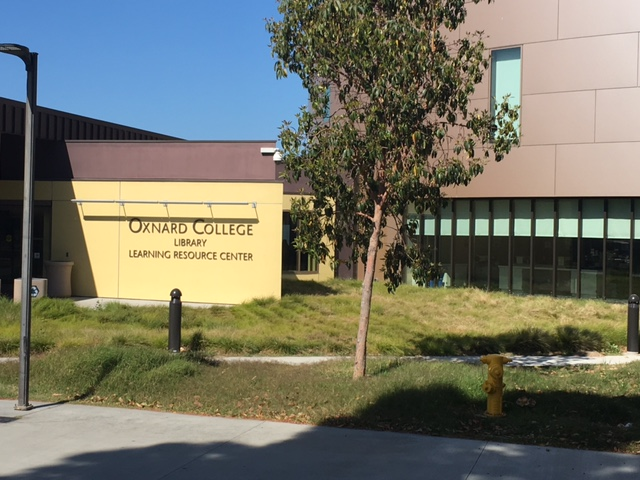 OXNARD COLLEGE
LIBRARY
LEARNING RESOURCE CENTER